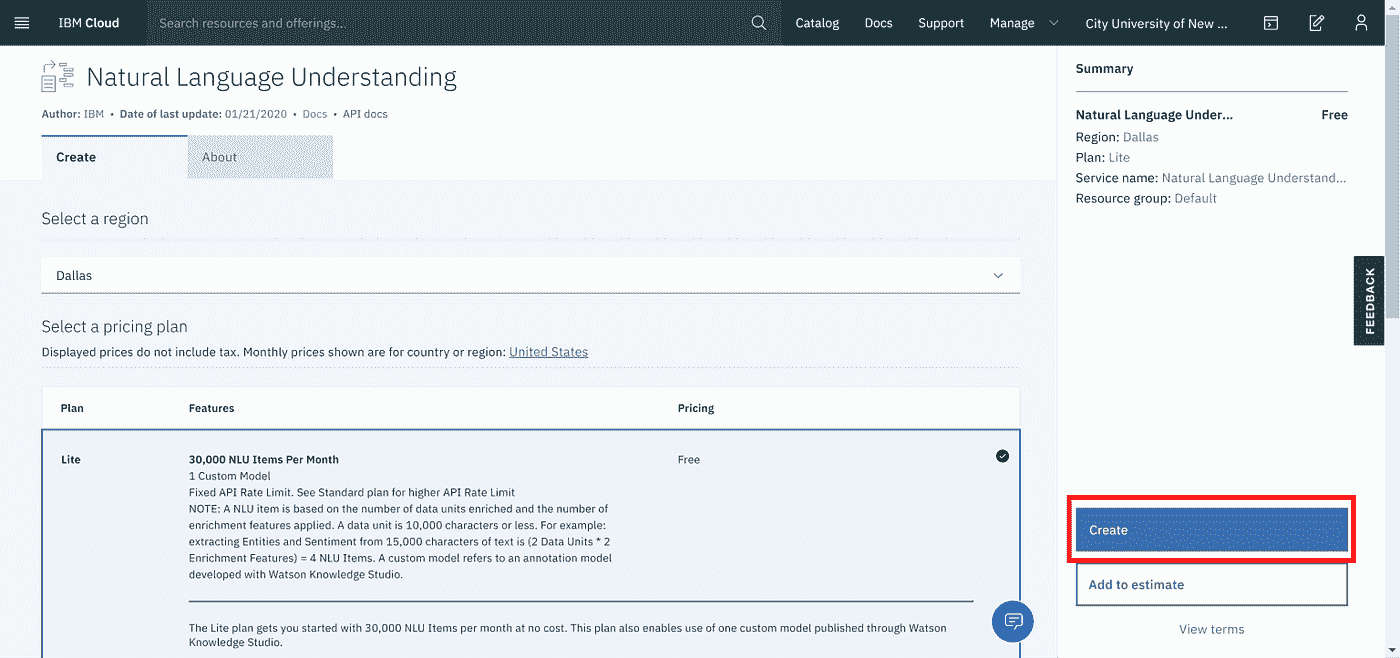 IBM Cloud
Search resources and offerings...
Catalog
Docs
Support
Manage
City University of New ...
Natural Language Understanding
Author: IBM • Date of last update: 01/21/2020 • Docs • API docs
Create
About
Select a region
Dallas
Select a pricing plan
Displayed prices do not include tax. Monthly prices shown are for country or region: United States
Plan
Features
Pricing
Lite
30,000 NLU Items Per Month
Free
1 Custom Model
Fixed API Rate Limit. See Standard plan for higher API Rate Limit
NOTE: A NLU item is based on the number of data units enriched and the number of
enrichment features applied. A data unit is 10,000 characters or less. For example:
extracting Entities and Sentiment from 15,000 characters of text is (2 Data Units * 2
Enrichment Features) = 4 NLU Items. A custom model refers to an annotation model
developed with Watson Knowledge Studio.
The Lite plan gets you started with 30,000 NLU Items per month at no cost. This plan also enables use of one custom model published through Watson
Knowledge Studio.
Summary
Natural Language Under...
Free
Region: Dallas
Plan: Lite
Service name: Natural Language Understand...
Resource group: Default
FEEDBACK
Create
Add to estimate
View terms